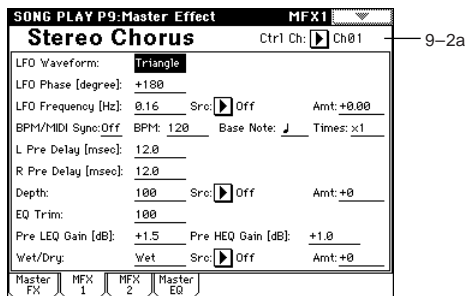 SONG PLAY P9:Master Effect MFX1
Stereo Chorus Ctrl Ch: Ch01
9–2a
LFO Waveform: Triangle
LFO Phase [degree]: +180
LFO Frequency [Hz]: 0.16 Src: Off Amt: +0.00
BPM/MIDI Sync: Off BPM: 120 Base Note: ♩ Times: x1
L Pre Delay [msec]: 12.0
R Pre Delay [msec]: 12.0
Depth: 100 Src: Off Amt: +0
EQ Trim: 100
Pre LEQ Gain [dB]: +1.5 Pre HEQ Gain [dB]: +1.0
Wet/Dry: Wet Src: Off Amt: +0
Master FX MFX 1 MFX 2 Master EQ